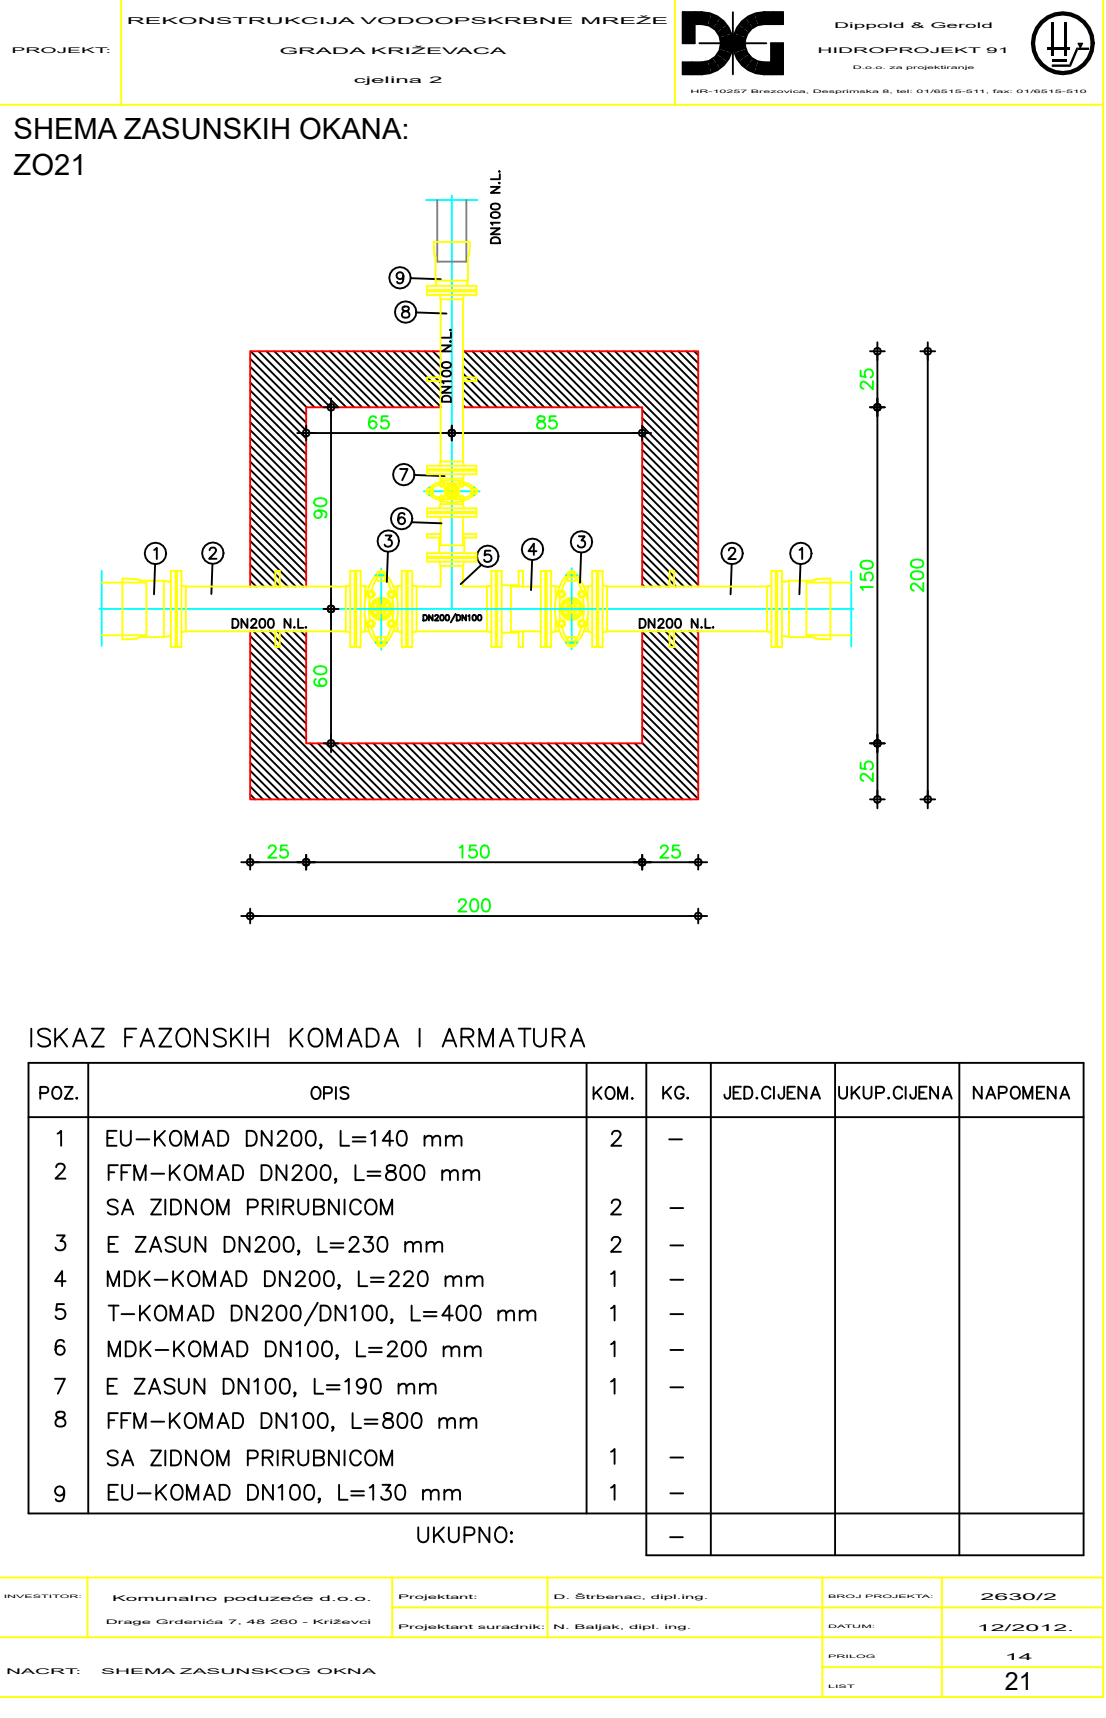 PROJEKT:
REKONSTRUKCIJA VODOOPSKRBNE MREŽE
GRADA KRIŽEVACA
cjelina 2
DG
Dippold & Gerold
HIDROPROJEKT 91
D.o.o. za projektiranje
HR-10257 Brezovica, Desprimska 8, tel: 01/6515-511, fax: 01/6515-510
SHEMA ZASUNSKIH OKANA:
ZO21
DN100 N.L.
9
8
DN100 N.L.
65 85
25
7
90
6
3 5 4 3
1 2 2 1
150 200
DN200 N.L. DN200/DN100 DN200 N.L.
60
25
25 150 25
200
ISKAZ FAZONSKIH KOMADA I ARMATURA
POZ. OPIS KOM. KG. JED.CIJENA UKUP.CIJENA NAPOMENA
1 EU-KOMAD DN200, L=140 mm 2 -
2 FFM-KOMAD DN200, L=800 mm
SA ZIDNOM PRIRUBNICOM 2 -
3 E ZASUN DN200, L=230 mm 2 -
4 MDK-KOMAD DN200, L=220 mm 1 -
5 T-KOMAD DN200/DN100, L=400 mm 1 -
6 MDK-KOMAD DN100, L=200 mm 1 -
7 E ZASUN DN100, L=190 mm 1 -
8 FFM-KOMAD DN100, L=800 mm
SA ZIDNOM PRIRUBNICOM 1 -
9 EU-KOMAD DN100, L=130 mm 1 -
UKUPNO: -
INVESTITOR: Komunalno poduzeće d.o.o.
Drage Grdenića 7, 48 260 - Križevci
Projektant: D. Štrbenac, dipl.ing.
Projektant suradnik: N. Baljak, dipl. ing.
BROJ PROJEKTA: 2630/2
DATUM: 12/2012.
NACRT: SHEMA ZASUNSKOG OKNA
PRILOG 14
LIST 21